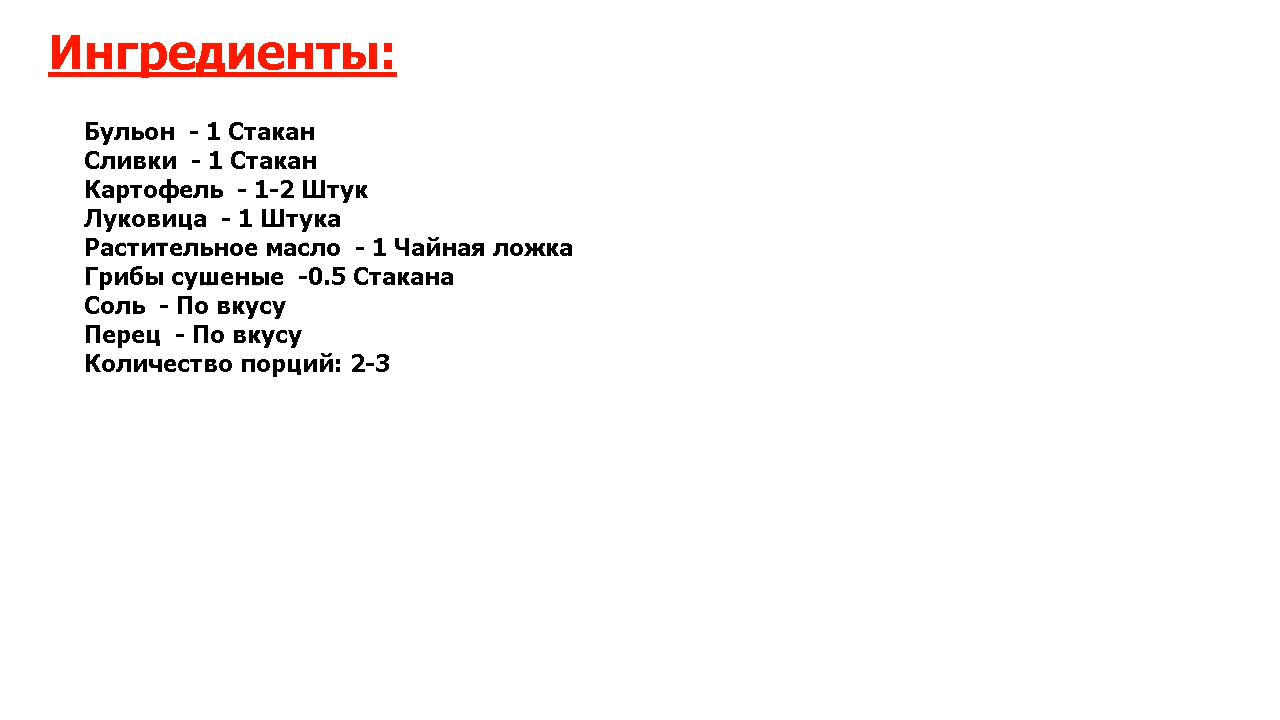 Ингредиенты:
Бульон  - 1 Стакан
Сливки  - 1 Стакан
Картофель  - 1-2 Штук
Луковица  - 1 Штука
Растительное масло  - 1 Чайная ложка
Грибы сушеные  -0.5 Стакана
Соль  - По вкусу
Перец  - По вкусу
Количество порций: 2-3